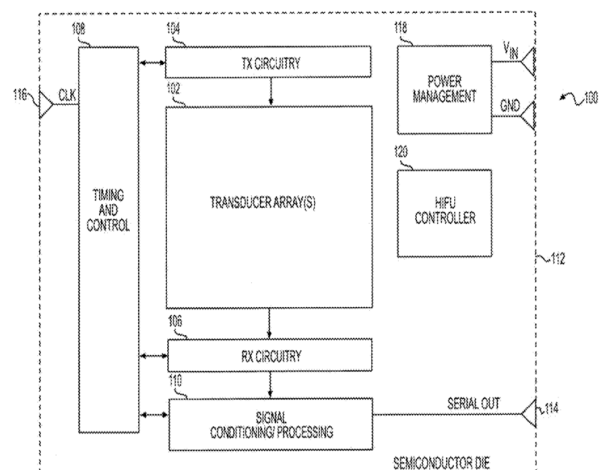 108
104
TX CIRCUITRY
118
POWER
MANAGEMENT
VIN
GND
116
CLK
100
102
TRANSDUCER ARRAY(S)
TIMING
AND
CONTROL
120
HIFU
CONTROLLER
112
106
RX CIRCUITRY
110
SIGNAL
CONDITIONING/ PROCESSING
SERIAL OUT
114
SEMICONDUCTOR DIE